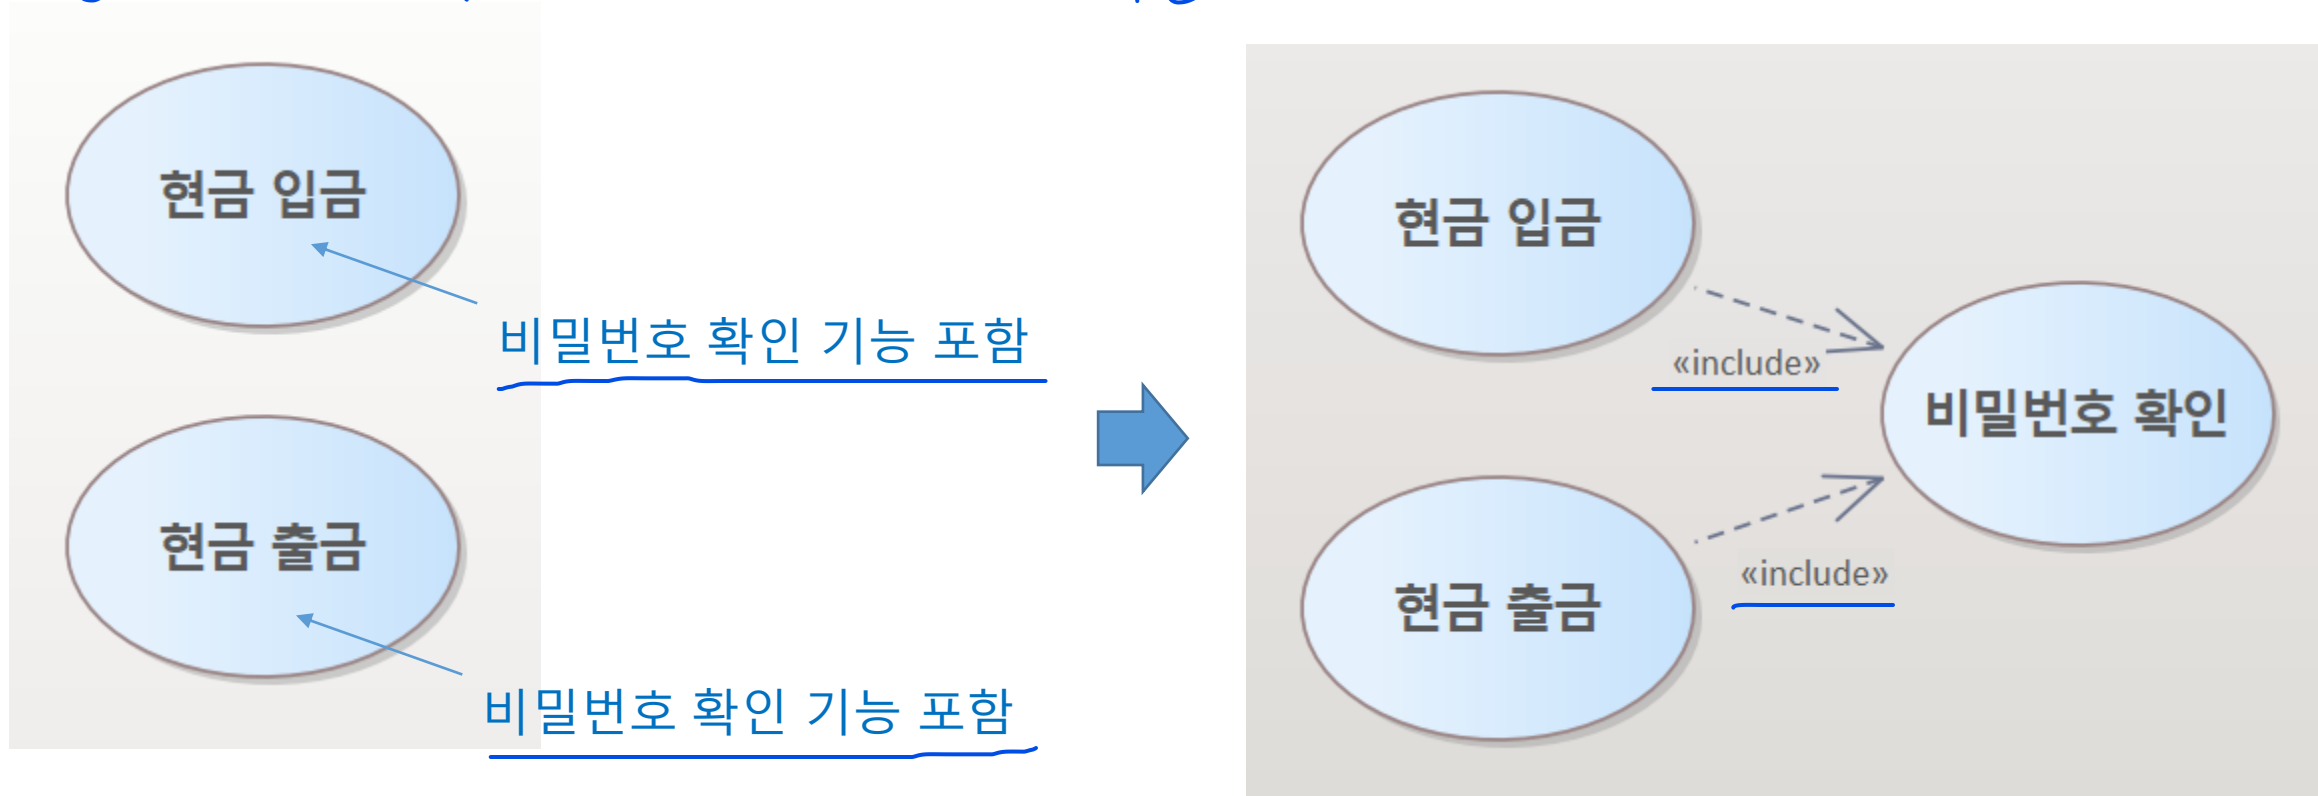 현금 입금
비밀번호 확인 기능 포함
현금 출금
비밀번호 확인 기능 포함
현금 입금
«include»
비밀번호 확인
현금 출금
«include»